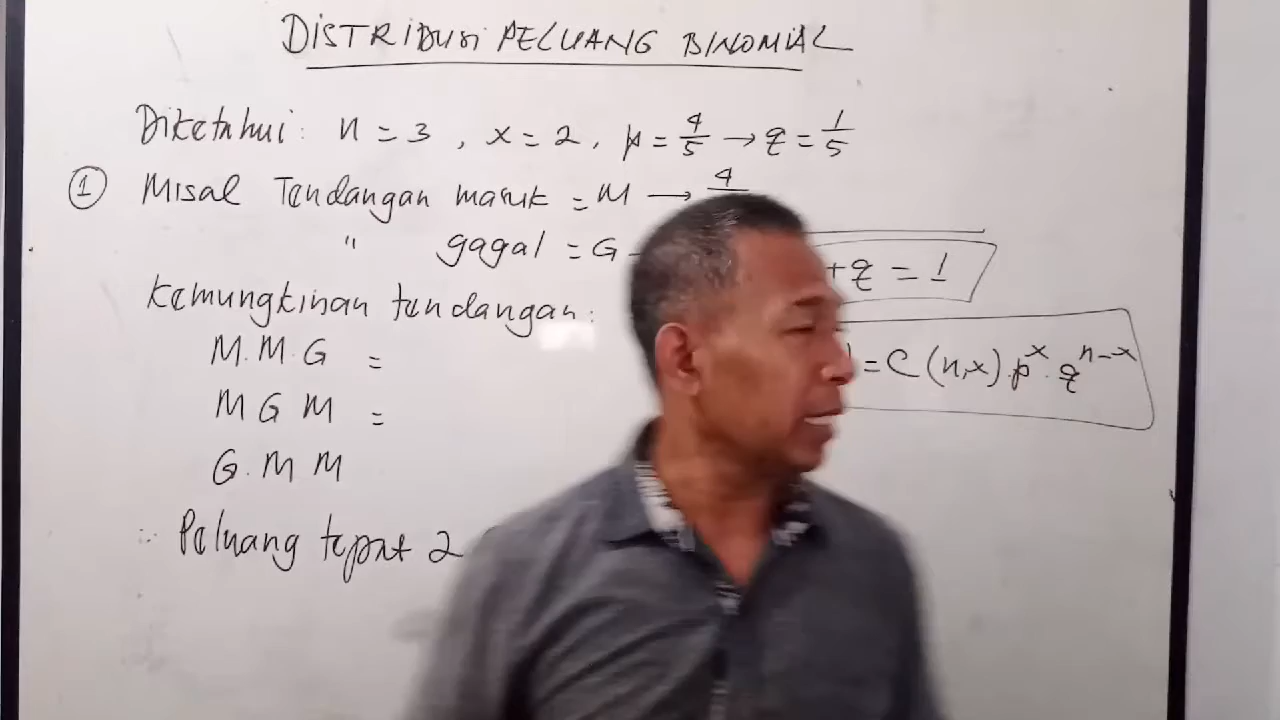 DISTRIBUSI PELUANG BINOMIAL
Diketahui: n = 3 , x = 2 , p = 4/5 → q = 1/5
① Misal Tendangan masuk = M → 4
" gagal = G -
+ q = 1
Kemungkinan tendangan:
M.M.G =
= C (n,x) . p^x . q^{n-x}
M G M =
G.M M
∴ Peluang tepat 2